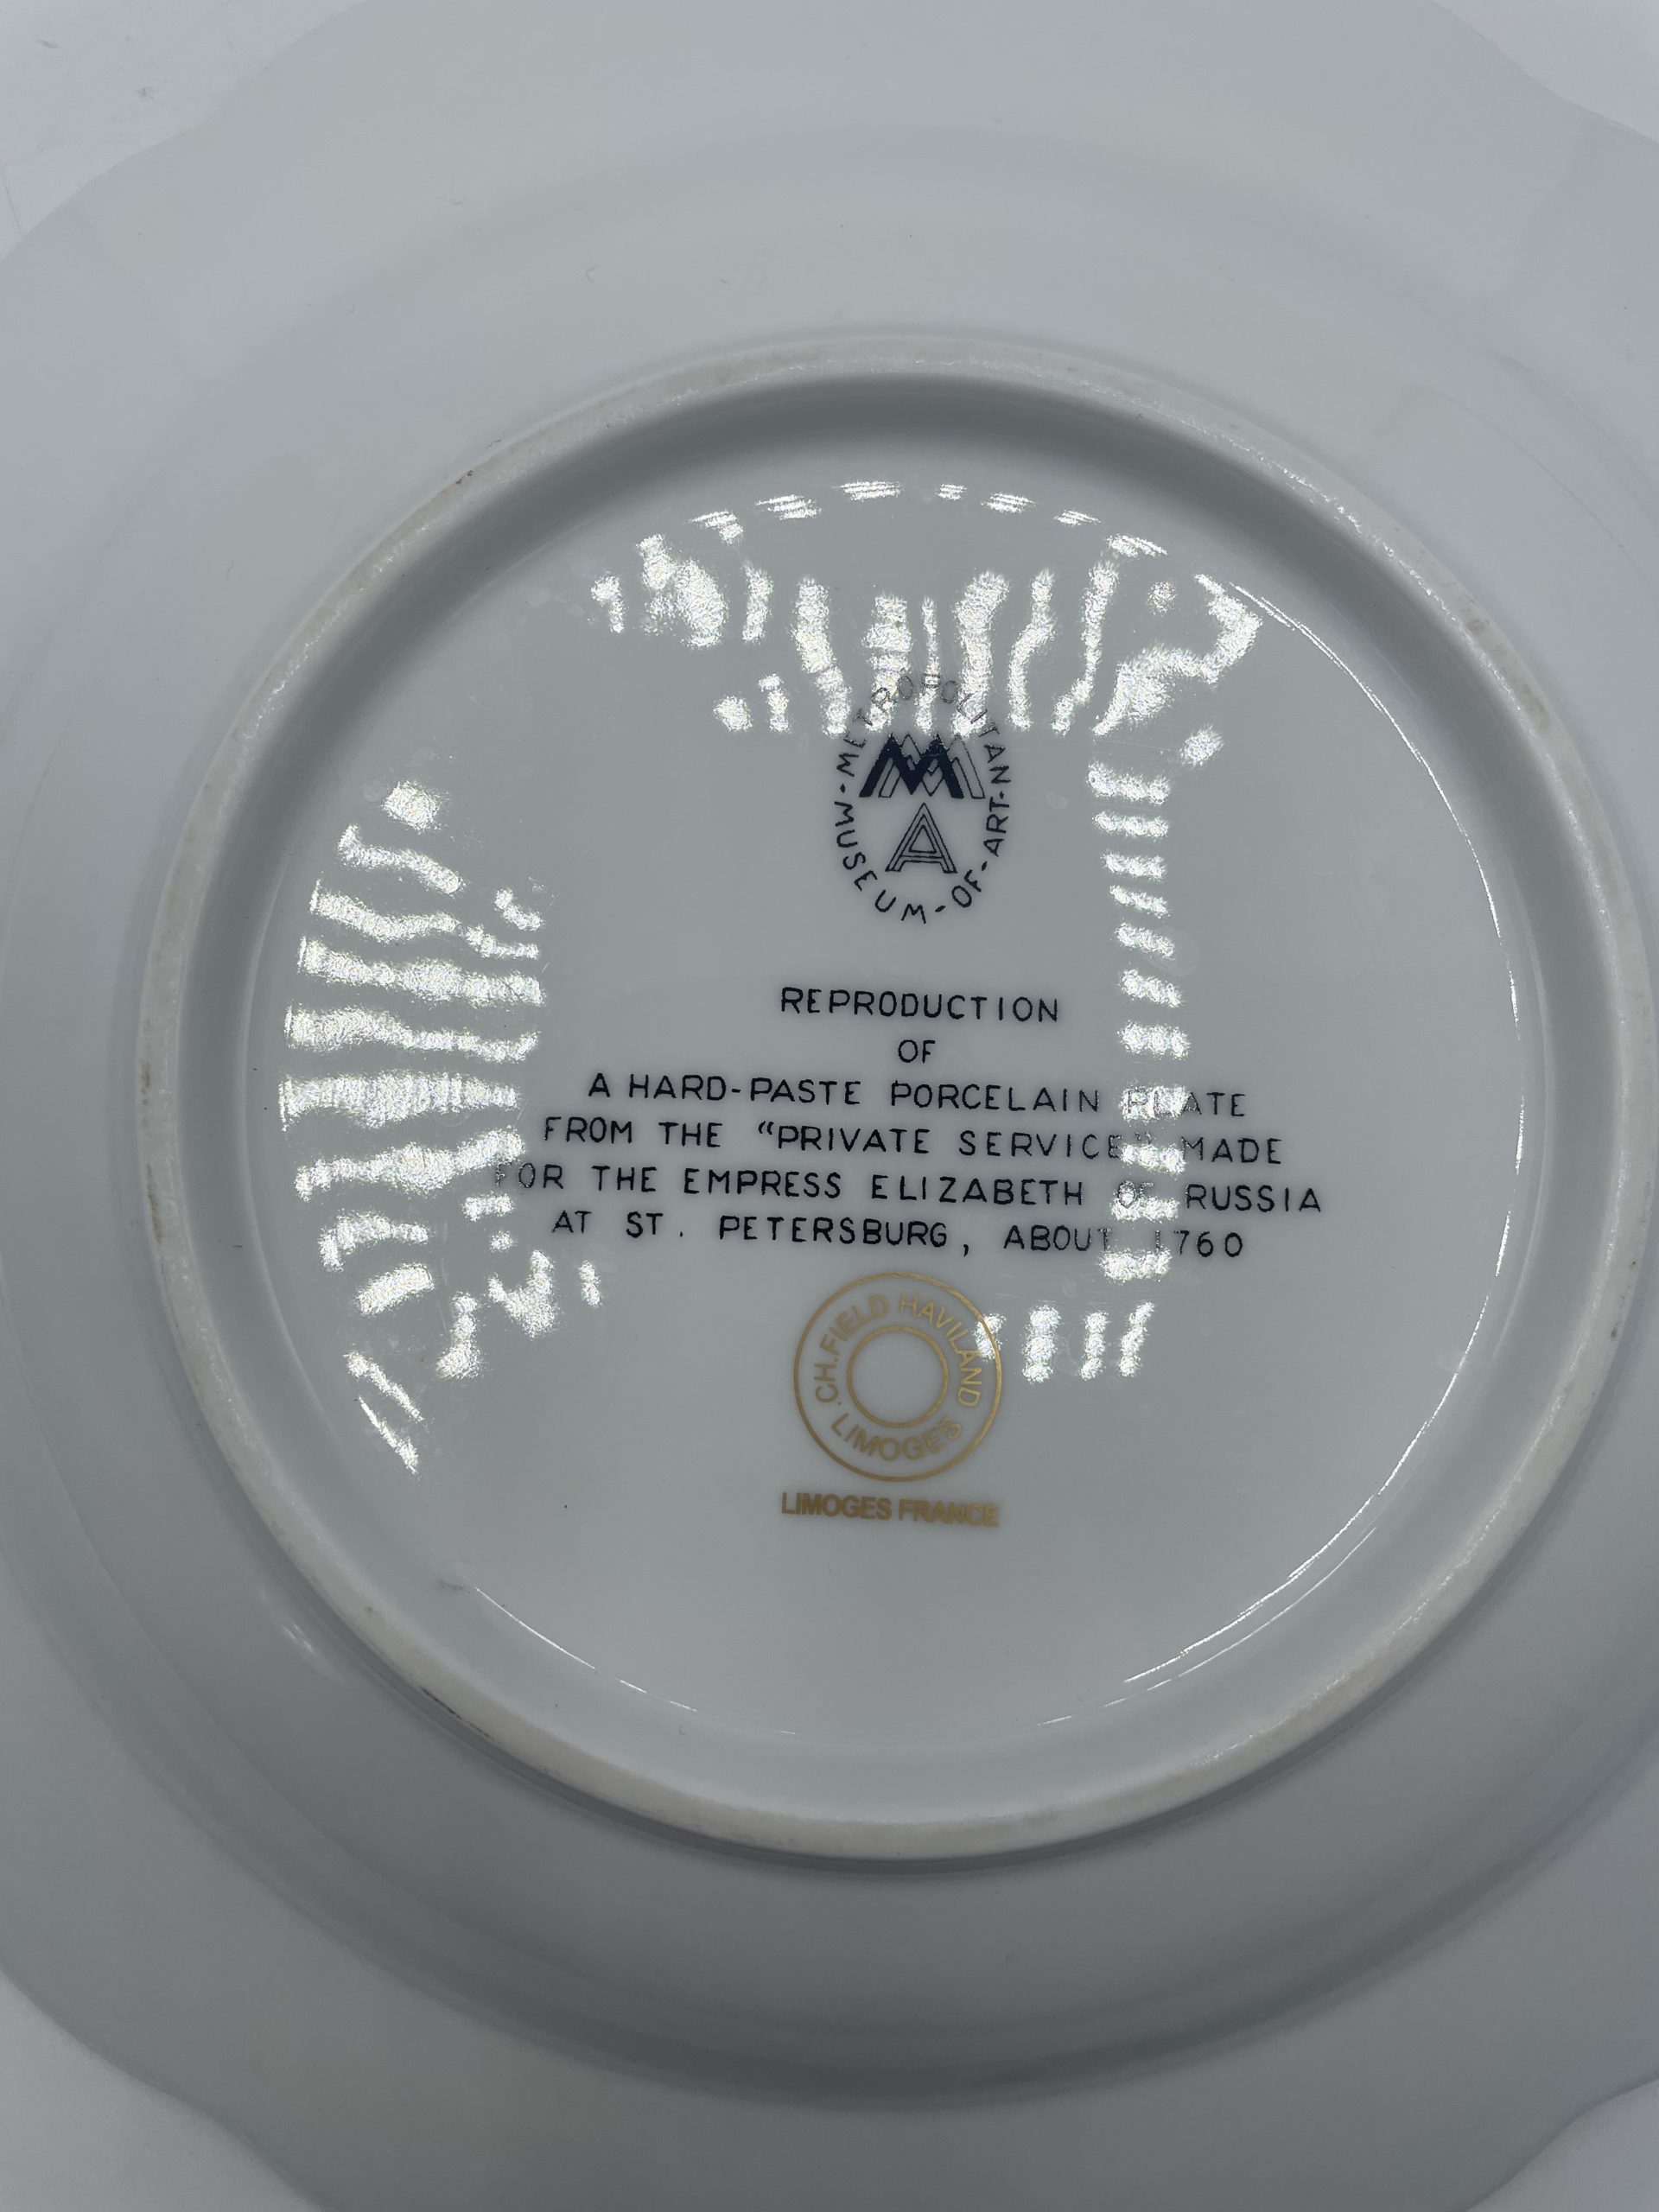 METROPOLITAN-MUSEUM-OF-ART-
MMA
REPRODUCTION
OF
A HARD-PASTE PORCELAIN PLATE
FROM THE “PRIVATE SERVICE” MADE
FOR THE EMPRESS ELIZABETH OF RUSSIA
AT ST. PETERSBURG, ABOUT 1760
CH. FIELD HAVILAND
LIMOGES
LIMOGES FRANCE